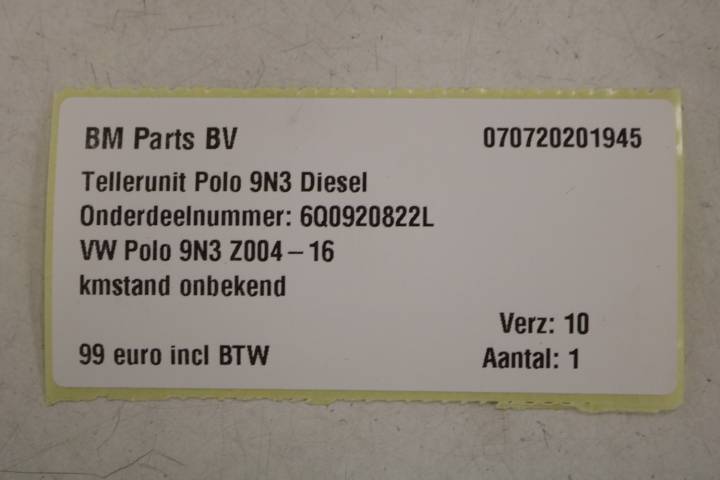 BM Parts BV 070720201945
Tellerunit Polo 9N3 Diesel
Onderdeelnummer: 6Q0920822L
VW Polo 9N3 Z004 – 16
kmstand onbekend
Verz: 10
99 euro incl BTW Aantal: 1